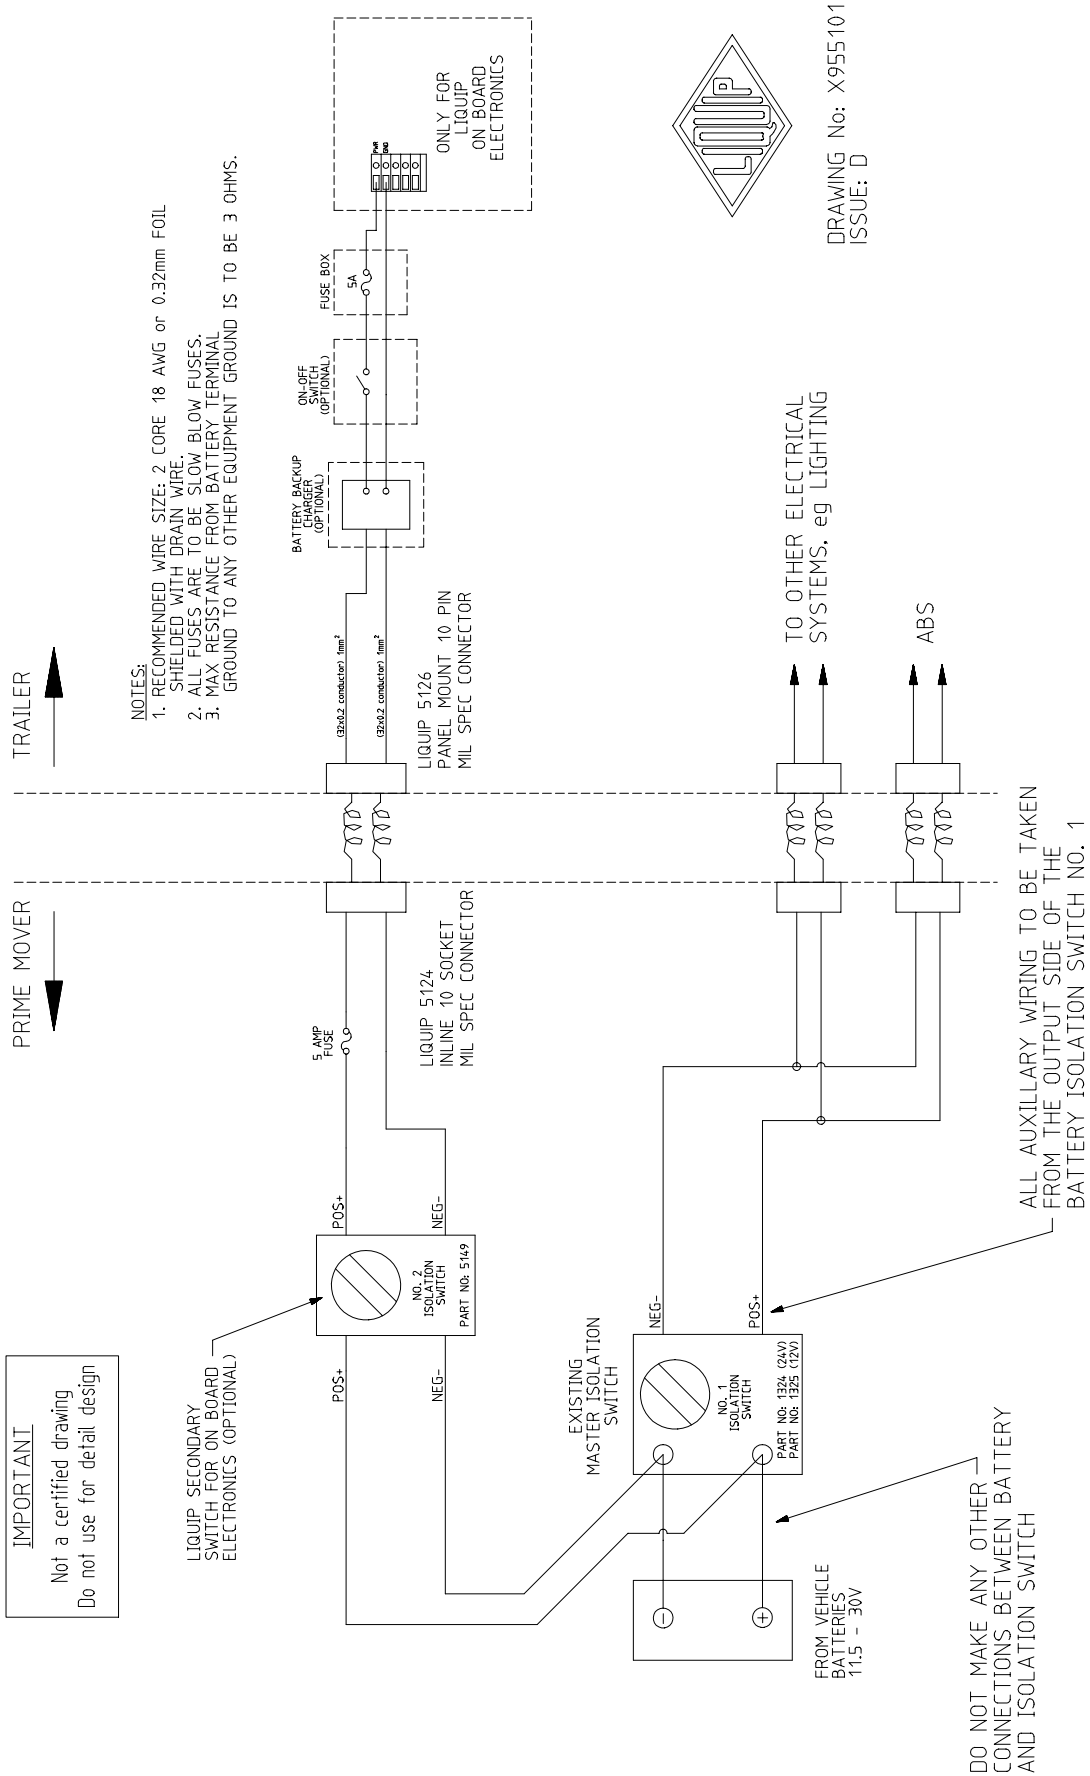 IMPORTANT
Not a certified drawing
Do not use for detail design
PRIME MOVER
TRAILER
NOTES:
1. RECOMMENDED WIRE SIZE: 2 CORE 18 AWG or 0.32mm FOIL
SHIELDED WITH DRAIN WIRE.
2. ALL FUSES ARE TO BE SLOW BLOW FUSES.
3. MAX RESISTANCE FROM BATTERY TERMINAL
GROUND TO ANY OTHER EQUIPMENT GROUND IS TO BE 3 OHMS.
LIQUIP SECONDARY
SWITCH FOR ON BOARD
ELECTRONICS (OPTIONAL)
POS+
NEG-
NO. 2
ISOLATION
SWITCH
PART NO: 5149
POS+
NEG-
5 AMP
FUSE
LIQUIP 5124
INLINE 10 SOCKET
MIL SPEC CONNECTOR
(32x0.2 conductor) 1mm²
(32x0.2 conductor) 1mm²
LIQUIP 5126
PANEL MOUNT 10 PIN
MIL SPEC CONNECTOR
BATTERY BACKUP
CHARGER
(OPTIONAL)
ON-OFF
SWITCH
(OPTIONAL)
FUSE BOX
5A
PWR
GND
ONLY FOR
LIQUIP
ON BOARD
ELECTRONICS
EXISTING
MASTER ISOLATION
SWITCH
NO. 1
ISOLATION
SWITCH
PART NO: 1324 (24V)
PART NO: 1325 (12V)
NEG-
POS+
-
+
FROM VEHICLE
BATTERIES
11.5 - 30V
DO NOT MAKE ANY OTHER
CONNECTIONS BETWEEN BATTERY
AND ISOLATION SWITCH
ALL AUXILLARY WIRING TO BE TAKEN
FROM THE OUTPUT SIDE OF THE
BATTERY ISOLATION SWITCH NO. 1
TO OTHER ELECTRICAL
SYSTEMS, eg LIGHTING
ABS
LIQUIP
DRAWING No: X955101
ISSUE: D